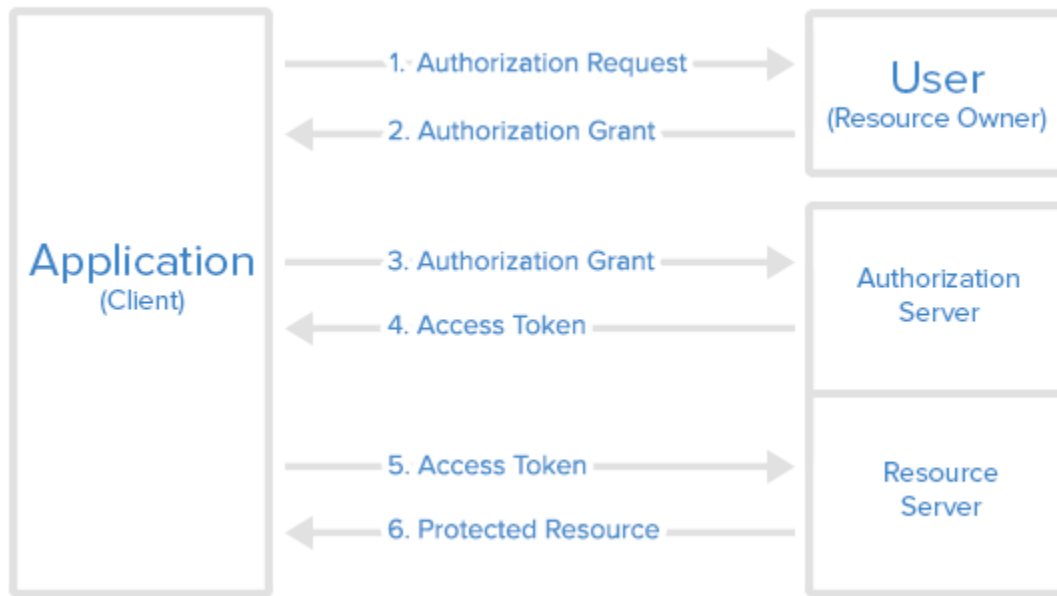 1. Authorization Request
User
(Resource Owner)
2. Authorization Grant
Application
(Client)
3. Authorization Grant
Authorization
Server
4. Access Token
5. Access Token
Resource
Server
6. Protected Resource